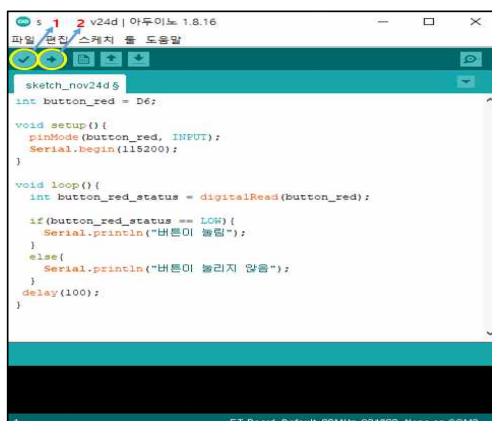 s 1 2 v24d | 아두이노 1.8.16
파일 편집 스케치 툴 도움말
sketch_nov24d §
int button_red = D6;
void setup(){
pinMode(button_red, INPUT);
Serial.begin(115200);
}
void loop(){
int button_red_status = digitalRead(button_red);
if(button_red_status == LOW){
Serial.println("버튼이 눌림");
}
else{
Serial.println("버튼이 눌리지 않음");
}
delay(100);
}